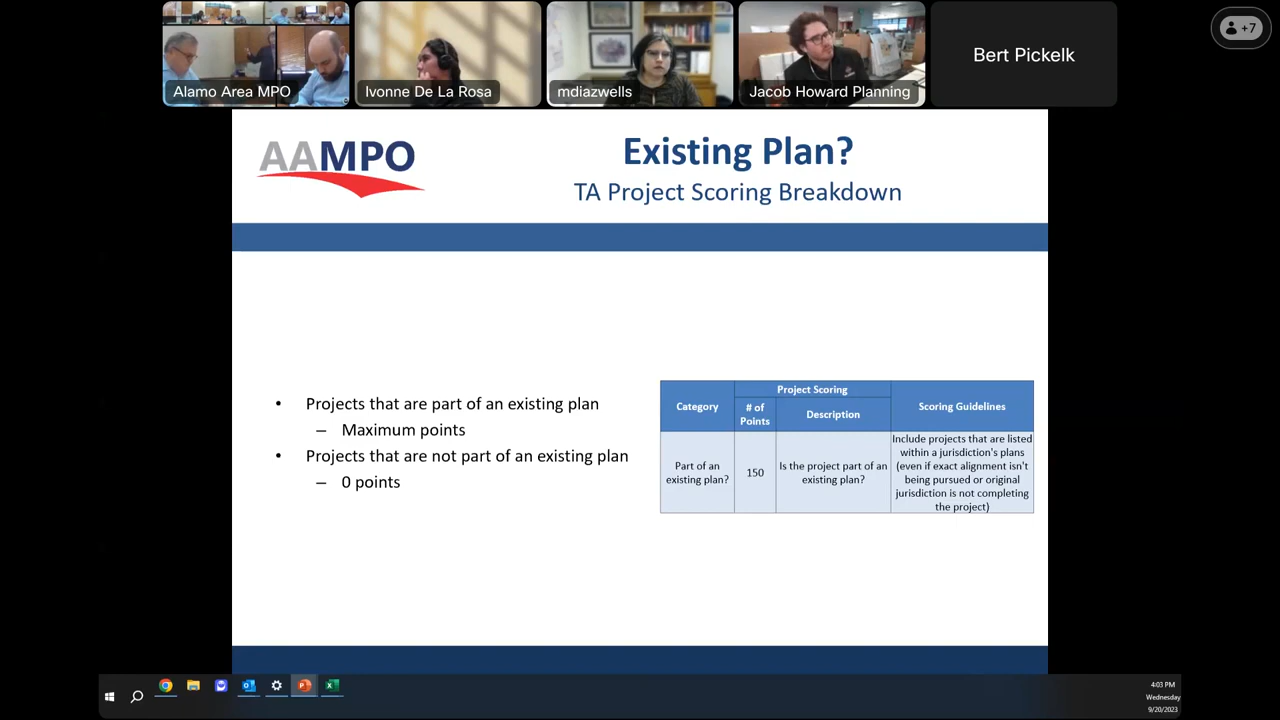 Alamo Area MPO
Ivonne De La Rosa
mdiazwells
Jacob Howard Planning
Bert Pickelk
+7
AAMPO
Existing Plan?
TA Project Scoring Breakdown
• Projects that are part of an existing plan
– Maximum points
• Projects that are not part of an existing plan
– 0 points
Category
Project Scoring
# of
Points
Description
Scoring Guidelines
Part of an
existing plan?
150
Is the project part of an
existing plan?
Include projects that are listed
within a jurisdiction's plans
(even if exact alignment isn't
being pursued or original
jurisdiction is not completing
the project)
4:03 PM
Wednesday
9/20/2023